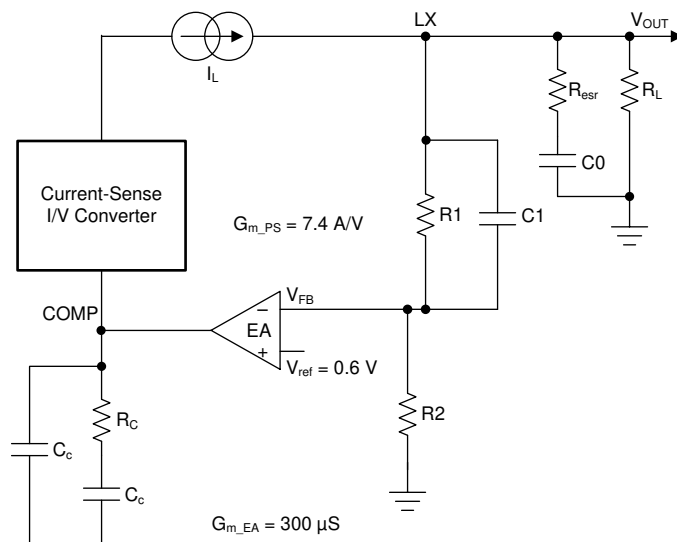 LX
V_OUT
I_L
R_esr
R_L
C0
Current-Sense
I/V Converter
G_m_PS = 7.4 A/V
R1
C1
COMP
V_FB
−
EA
+
V_ref = 0.6 V
R_C
R2
C_c
C_c
G_m_EA = 300 µS